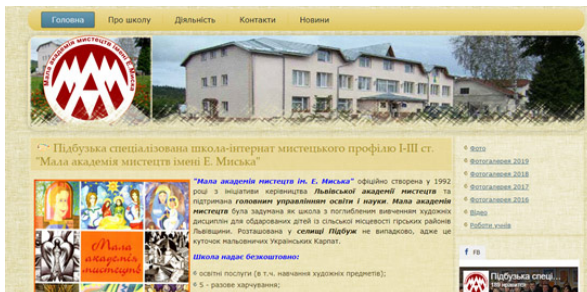 Головна Про школу Діяльність Контакти Новини
Мала академія мистецтв імені Е.Миська
МАМ
Підбузька спеціалізована школа-інтернат мистецького профілю І-ІІІ ст.
"Мала академія мистецтв імені Е. Миська"
"Мала академія мистецтв ім. Е. Миська" офіційно створена у 1992
році з ініціативи керівництва Львівської академії мистецтв та
підтримана головним управлінням освіти і науки. Мала академія
мистецтв була задумана як школа з поглибленим вивченням художніх
дисциплін для обдарованих дітей із сільської місцевості гірських районів
Львівщини. Розташована у селищі Підбуж не випадково, адже це
куточок мальовничих Українських Карпат.
Школа надає безкоштовно:
освітні послуги (в т.ч. навчання художніх предметів);
5 - разове харчування;
Мала
академія
мистецтв
Фото
Фотогалерея 2019
Фотогалерея 2018
Фотогалерея 2017
Фотогалерея 2016
Відео
Роботи учнів
FB
Підбузька спеці...